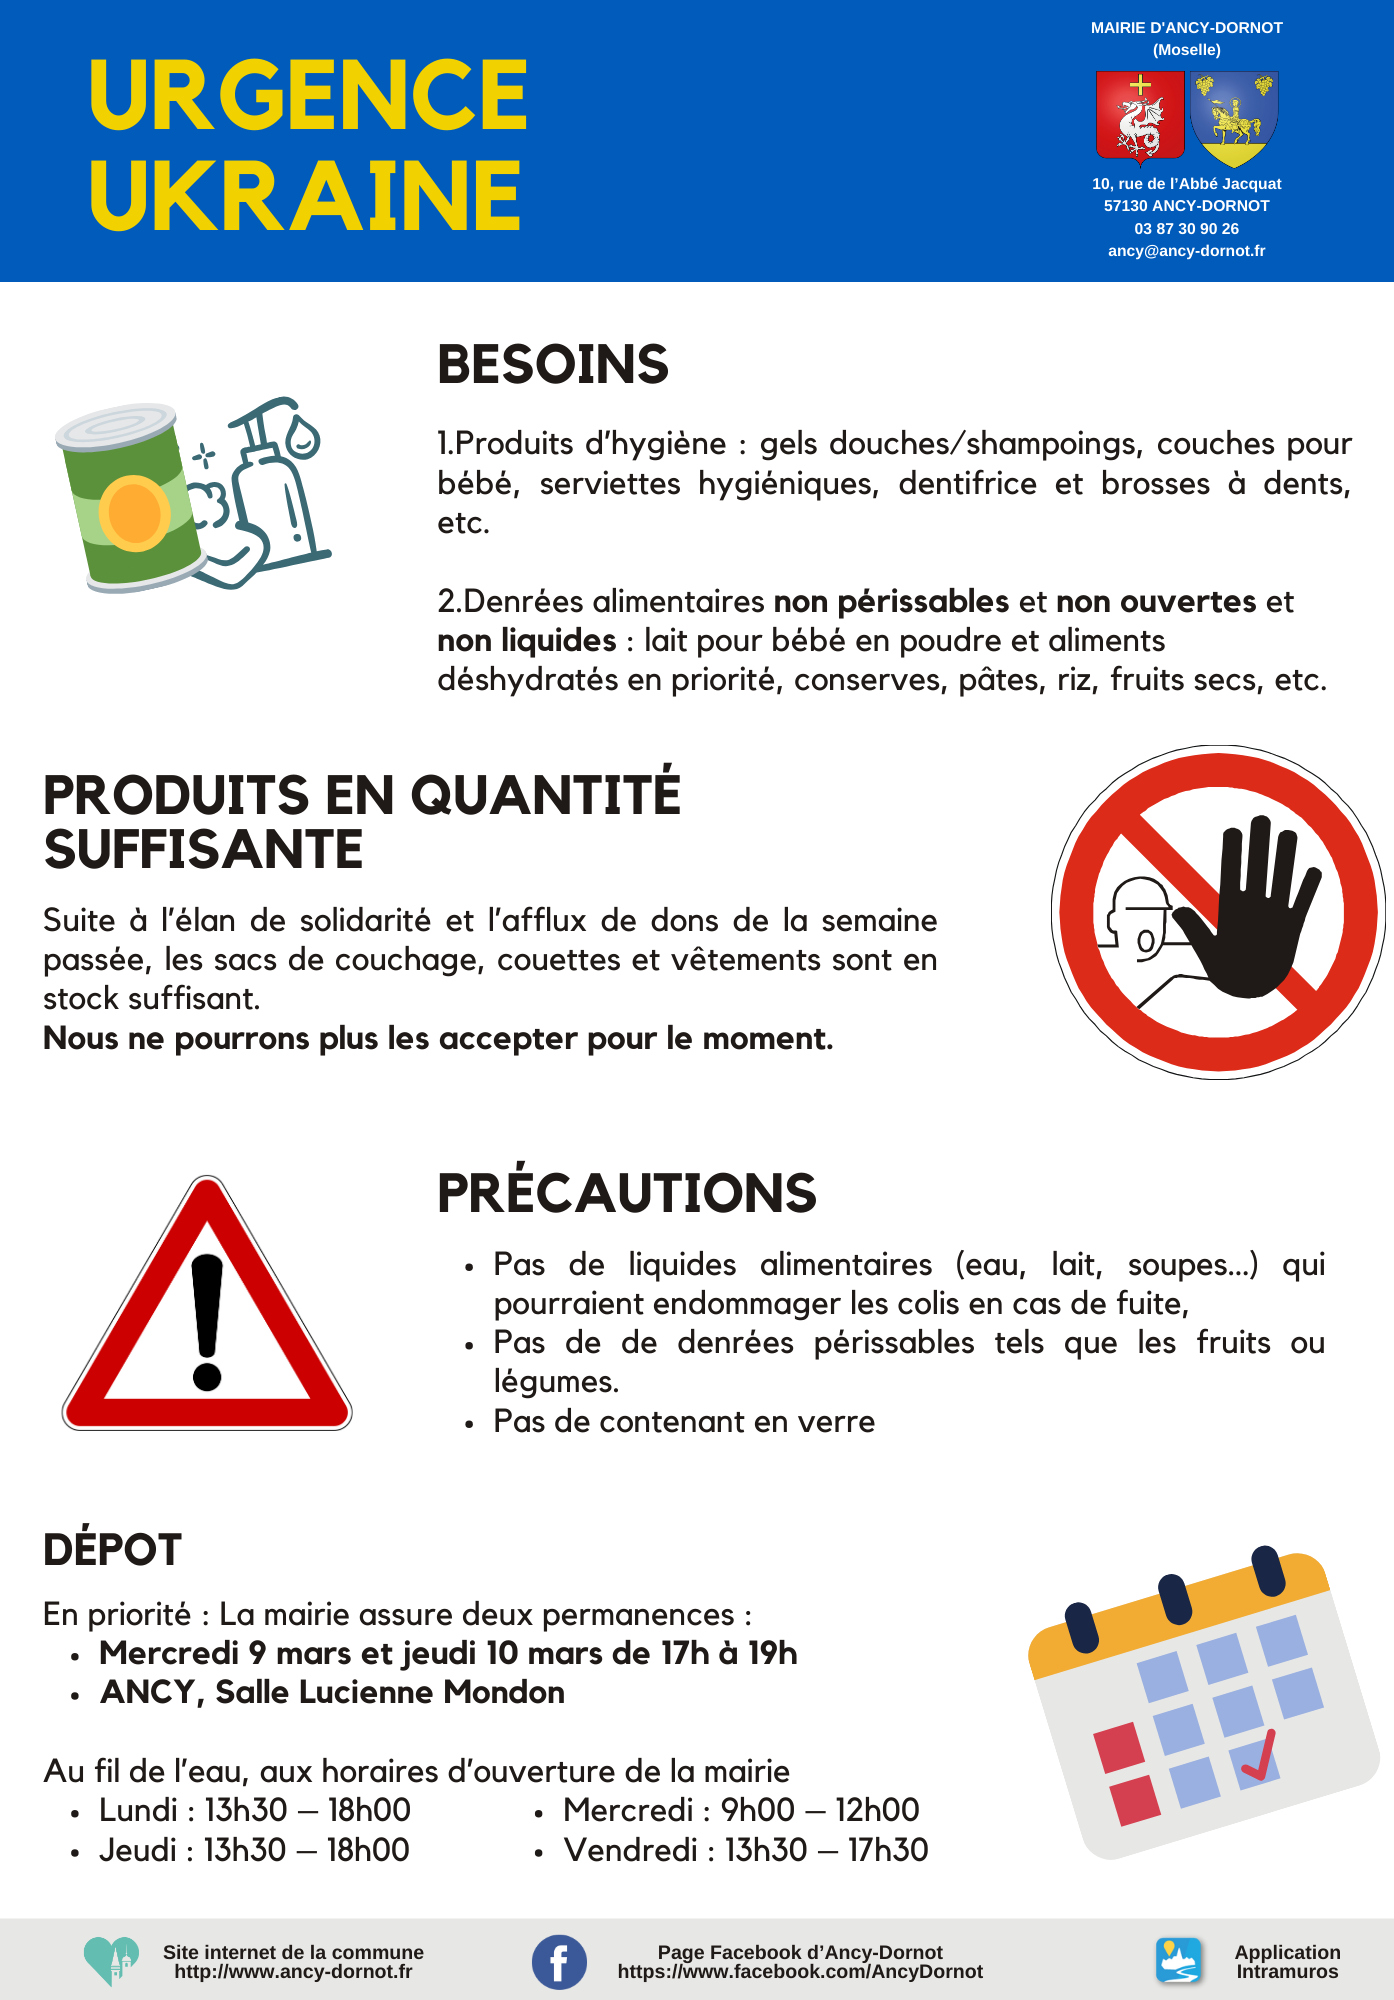 URGENCE
UKRAINE
MAIRIE D'ANCY-DORNOT
(Moselle)
10, rue de l'Abbé Jacquat
57130 ANCY-DORNOT
03 87 30 90 26
ancy@ancy-dornot.fr
BESOINS
1.Produits d'hygiène : gels douches/shampoings, couches pour
bébé, serviettes hygiéniques, dentifrice et brosses à dents,
etc.
2.Denrées alimentaires non périssables et non ouvertes et
non liquides : lait pour bébé en poudre et aliments
déshydratés en priorité, conserves, pâtes, riz, fruits secs, etc.
PRODUITS EN QUANTITÉ
SUFFISANTE
Suite à l'élan de solidarité et l'afflux de dons de la semaine
passée, les sacs de couchage, couettes et vêtements sont en
stock suffisant.
Nous ne pourrons plus les accepter pour le moment.
PRÉCAUTIONS
• Pas de liquides alimentaires (eau, lait, soupes...) qui
pourraient endommager les colis en cas de fuite,
• Pas de de denrées périssables tels que les fruits ou
légumes.
• Pas de contenant en verre
DÉPOT
En priorité : La mairie assure deux permanences :
• Mercredi 9 mars et jeudi 10 mars de 17h à 19h
• ANCY, Salle Lucienne Mondon
Au fil de l'eau, aux horaires d'ouverture de la mairie
• Lundi : 13h30 – 18h00
• Jeudi : 13h30 – 18h00
• Mercredi : 9h00 – 12h00
• Vendredi : 13h30 – 17h30
Site internet de la commune
http://www.ancy-dornot.fr
Page Facebook d'Ancy-Dornot
https://www.facebook.com/AncyDornot
Application
Intramuros